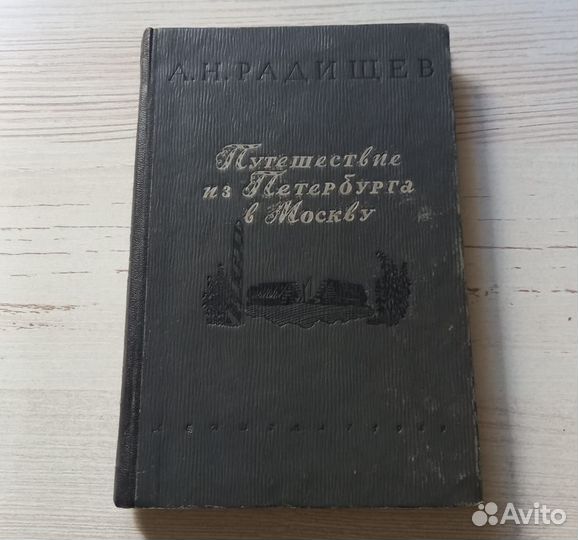 А.Н.РАДИЩЕВ
Путешествие
из Петербурга
в Москву
Avito